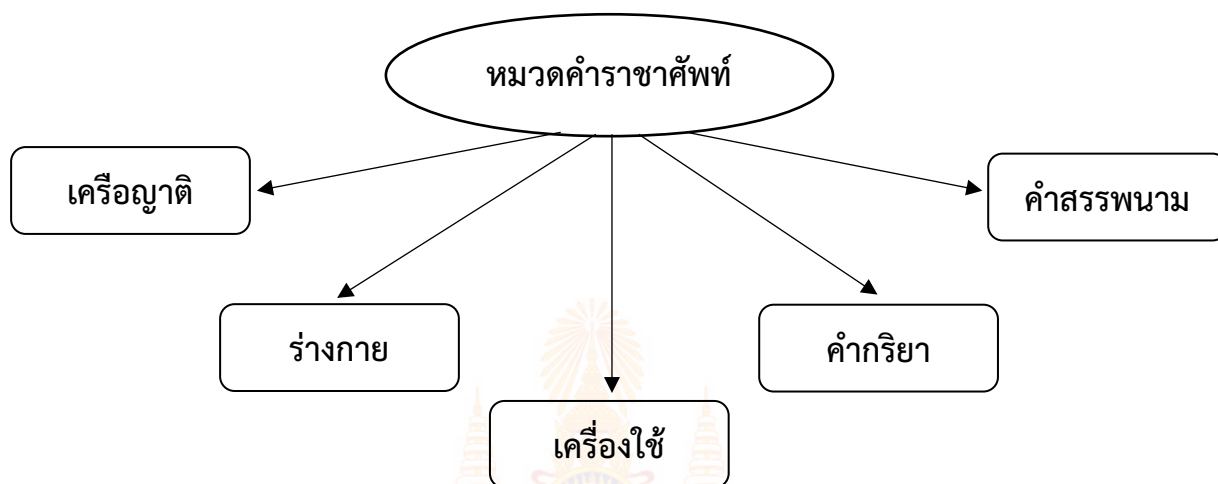 หมวดคำราชาศัพท์
เครือญาติ
คำสรรพนาม
ร่างกาย
คำกริยา
เครื่องใช้